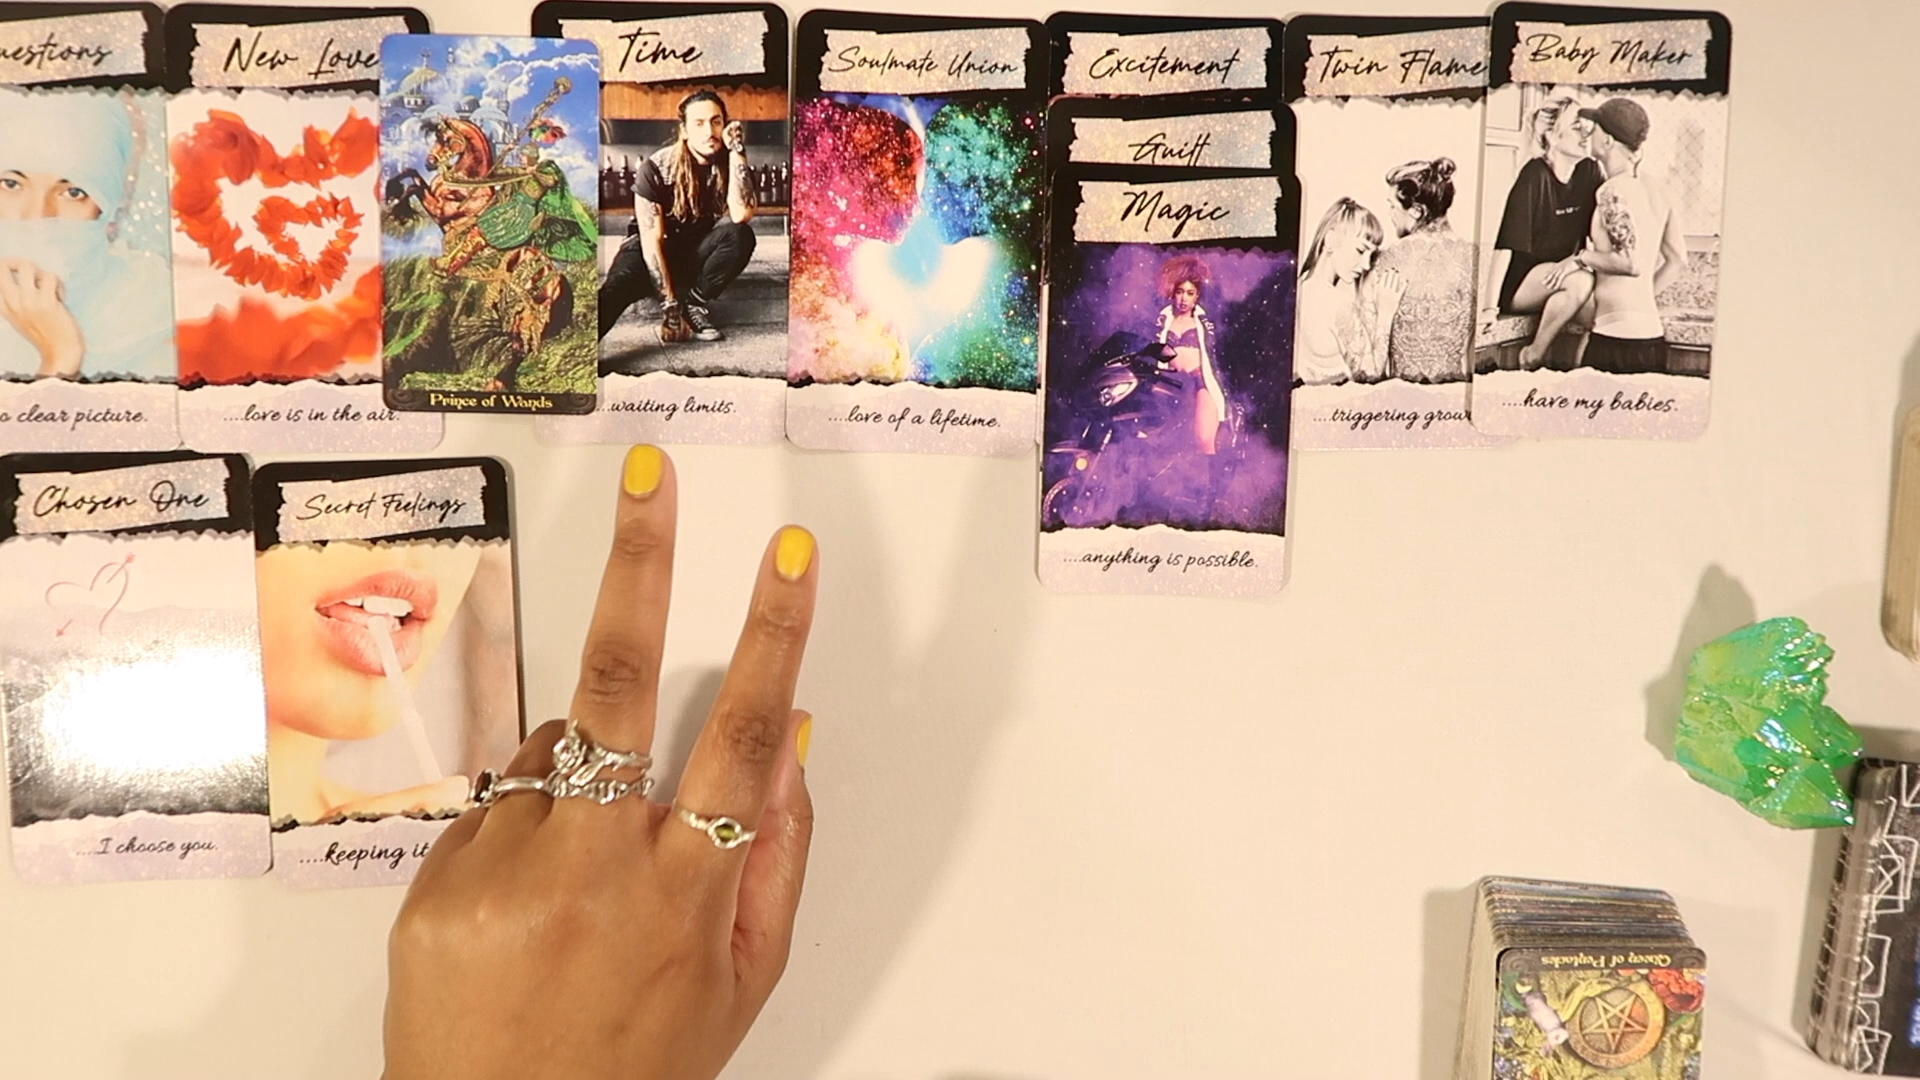 New Love
....love is in the air.
Prince of Wands
Time
..waiting limits.
Soulmate Union
....love of a lifetime.
Excitement
Guilt
Magic
....anything is possible.
Twin Flame
....triggering
Baby Maker
....have my babies.
clear picture.
Chosen One
....I choose you.
Secret Feelings
....keeping it
Queen of Pentacles